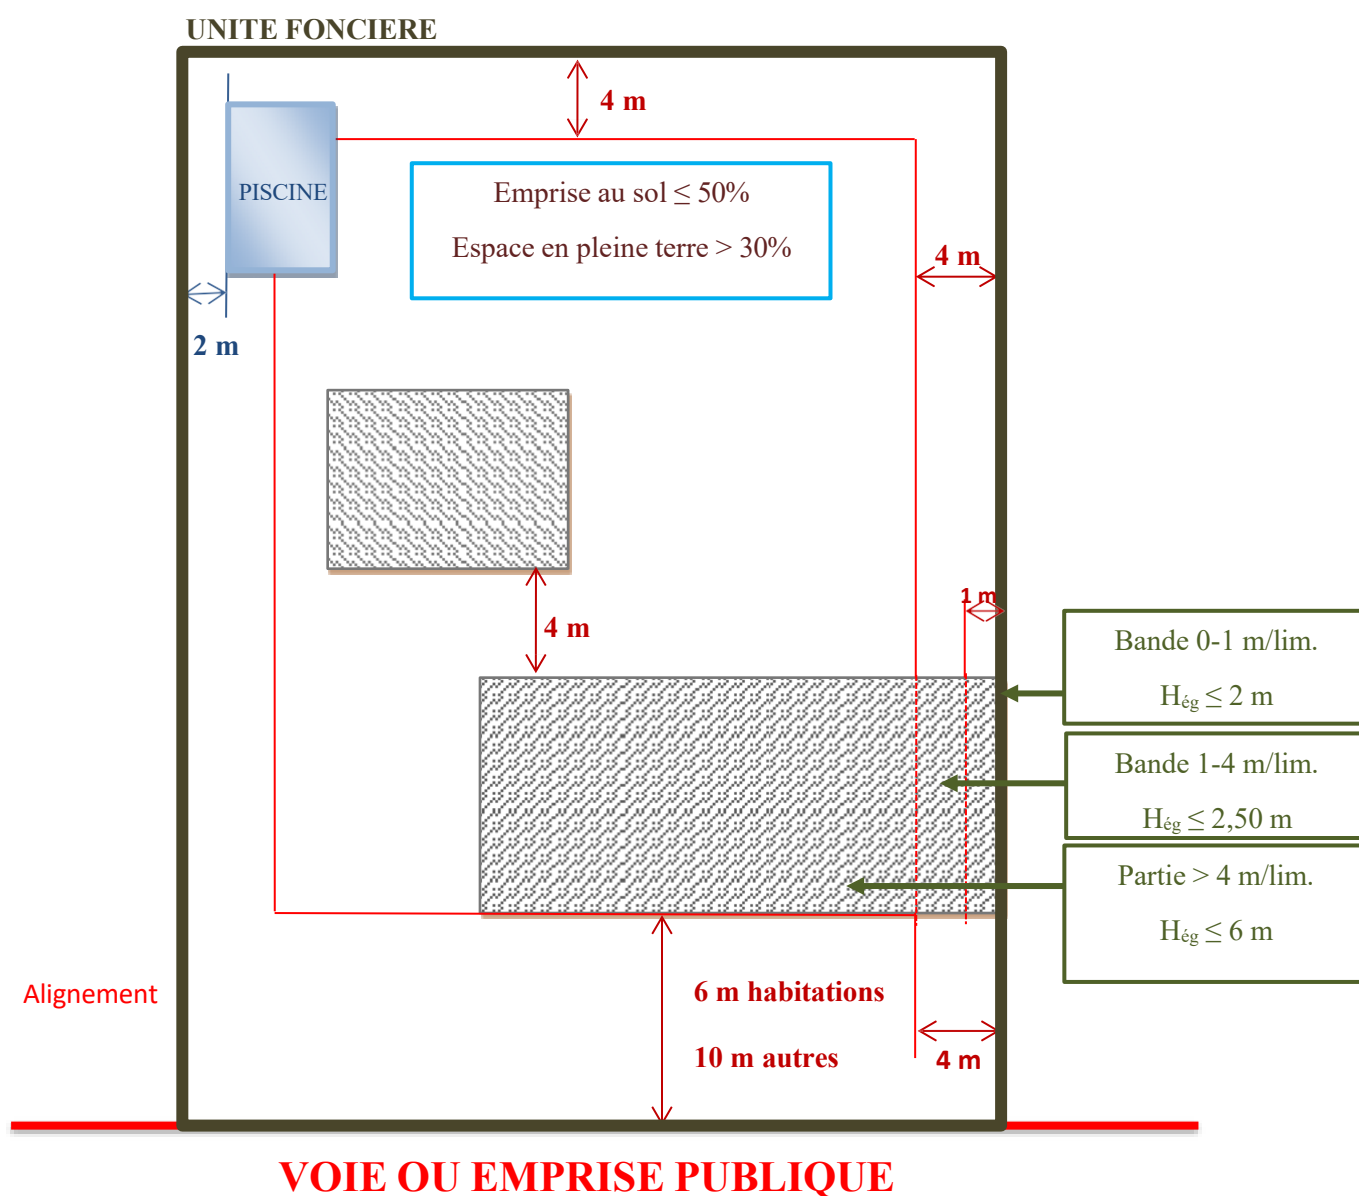 UNITE FONCIERE
4 m
PISCINE
Emprise au sol ≤ 50%
Espace en pleine terre > 30%
4 m
2 m
1 m
4 m
Bande 0-1 m/lim.
Hég ≤ 2 m
Bande 1-4 m/lim.
Hég ≤ 2,50 m
Partie > 4 m/lim.
Hég ≤ 6 m
Alignement
6 m habitations
10 m autres
4 m
VOIE OU EMPRISE PUBLIQUE